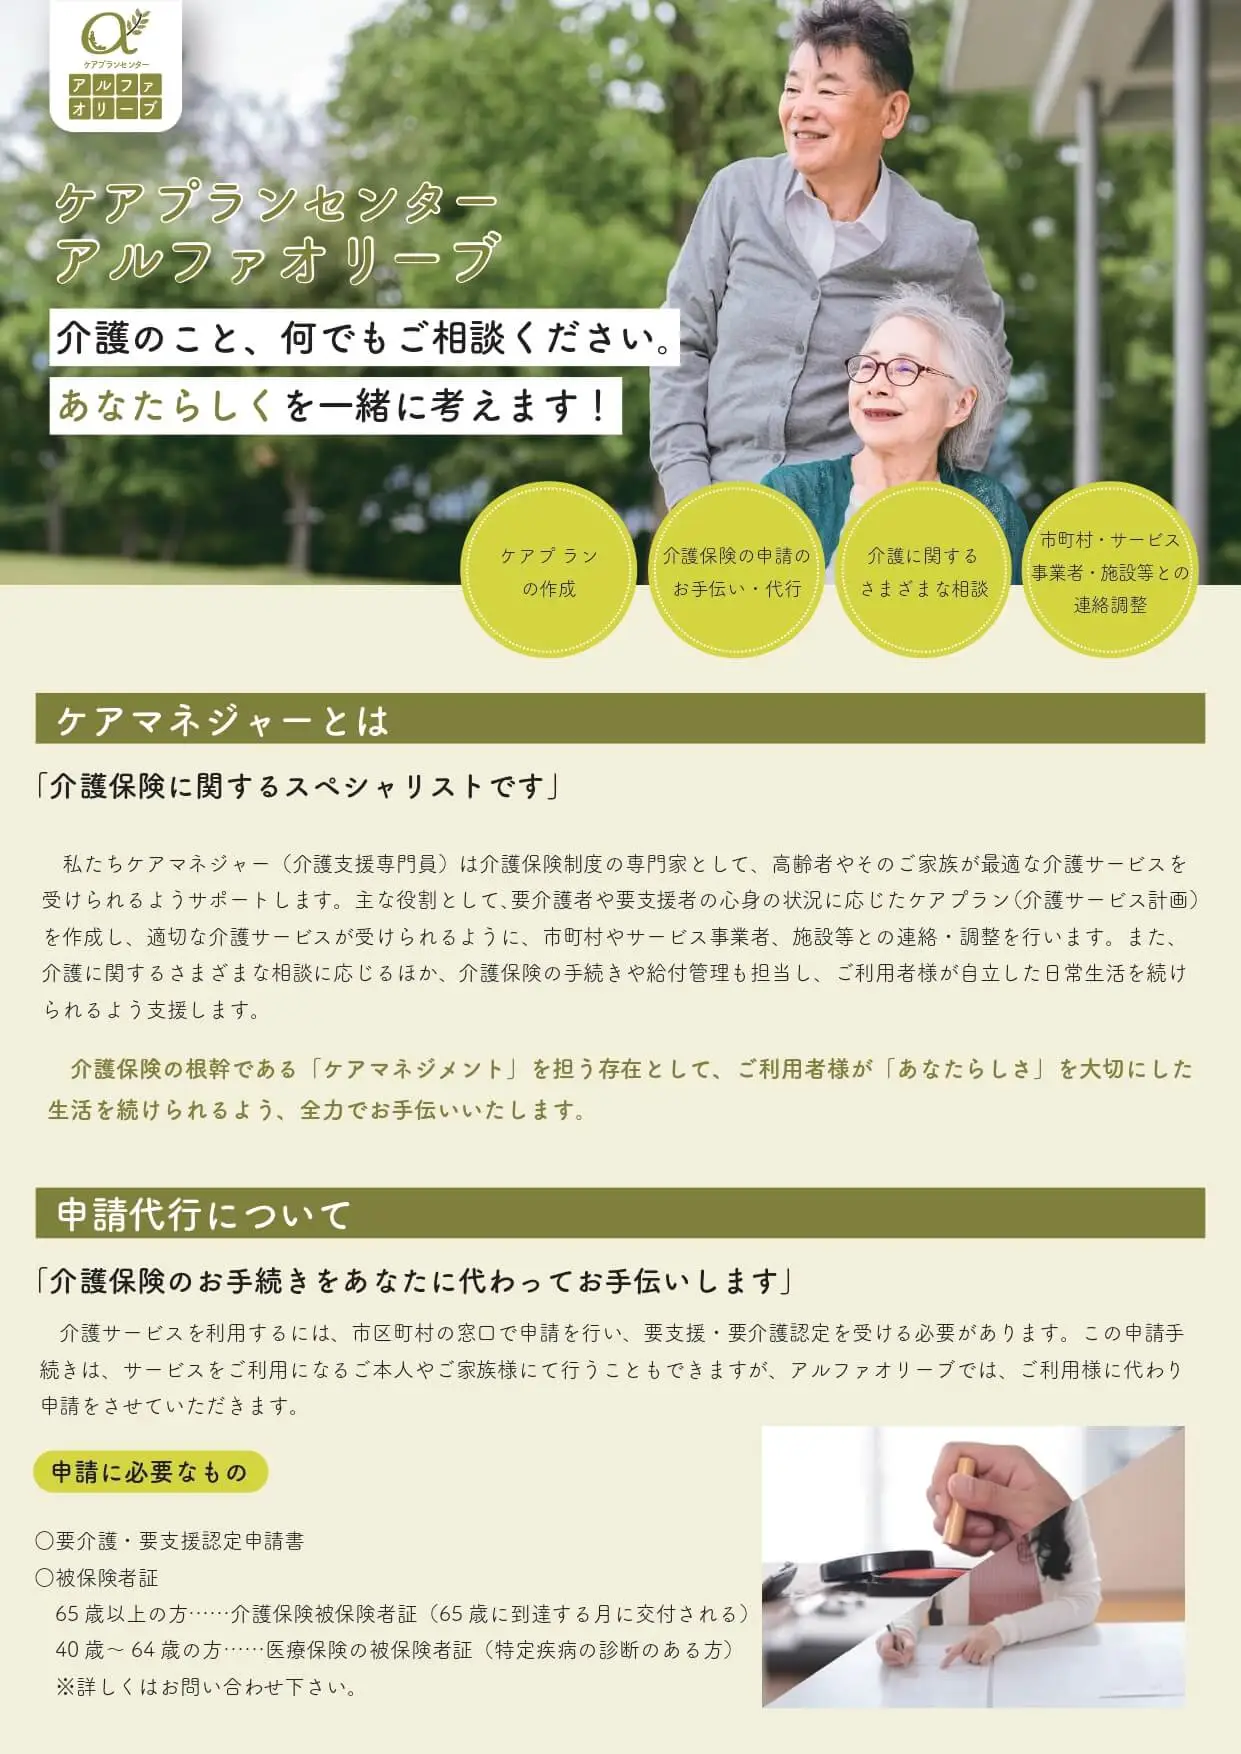 ケアプランセンター
アルファ
オリーブ
ケアプランセンター
アルファオリーブ
介護のこと、何でもご相談ください。
あなたらしくを一緒に考えます！
ケアプ ラン
の作成
介護保険の申請の
お手伝い・代行
介護に関する
さまざまな相談
市町村・サービス
事業者・施設等との
連絡調整
ケアマネジャーとは
「介護保険に関するスペシャリストです」
私たちケアマネジャー（介護支援専門員）は介護保険制度の専門家として、高齢者やそのご家族が最適な介護サービスを
受けられるようサポートします。主な役割として、要介護者や要支援者の心身の状況に応じたケアプラン（介護サービス計画）
を作成し、適切な介護サービスが受けられるように、市町村やサービス事業者、施設等との連絡・調整を行います。また、
介護に関するさまざまな相談に応じるほか、介護保険の手続きや給付管理も担当し、ご利用者様が自立した日常生活を続け
られるよう支援します。
介護保険の根幹である「ケアマネジメント」を担う存在として、ご利用者様が「あなたらしさ」を大切にした
生活を続けられるよう、全力でお手伝いいたします。
申請代行について
「介護保険のお手続きをあなたに代わってお手伝いします」
介護サービスを利用するには、市区町村の窓口で申請を行い、要支援・要介護認定を受ける必要があります。この申請手
続きは、サービスをご利用になるご本人やご家族様にて行うこともできますが、アルファオリーブでは、ご利用様に代わり
申請をさせていただきます。
申請に必要なもの
○要介護・要支援認定申請書
○被保険者証
65 歳以上の方……介護保険被保険者証（65 歳に到達する月に交付される）
40 歳～ 64 歳の方……医療保険の被保険者証（特定疾病の診断のある方）
※詳しくはお問い合わせ下さい。